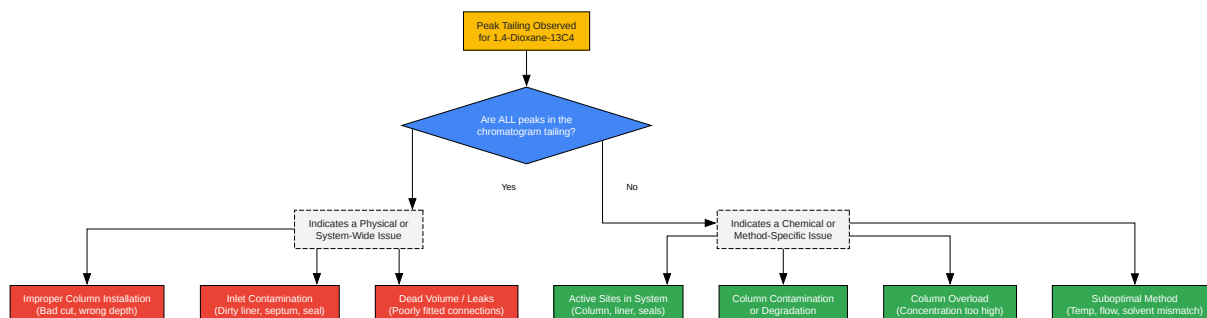 Peak Tailing Observed
for 1,4-Dioxane-13C4
Are ALL peaks in the
chromatogram tailing?
Yes
No
Indicates a Physical or
System-Wide Issue
Indicates a Chemical or
Method-Specific Issue
Improper Column Installation
(Bad cut, wrong depth)
Inlet Contamination
(Dirty liner, septum, seal)
Dead Volume / Leaks
(Poorly fitted connections)
Active Sites in System
(Column, liner, seals)
Column Contamination
or Degradation
Column Overload
(Concentration too high)
Suboptimal Method
(Temp, flow, solvent mismatch)